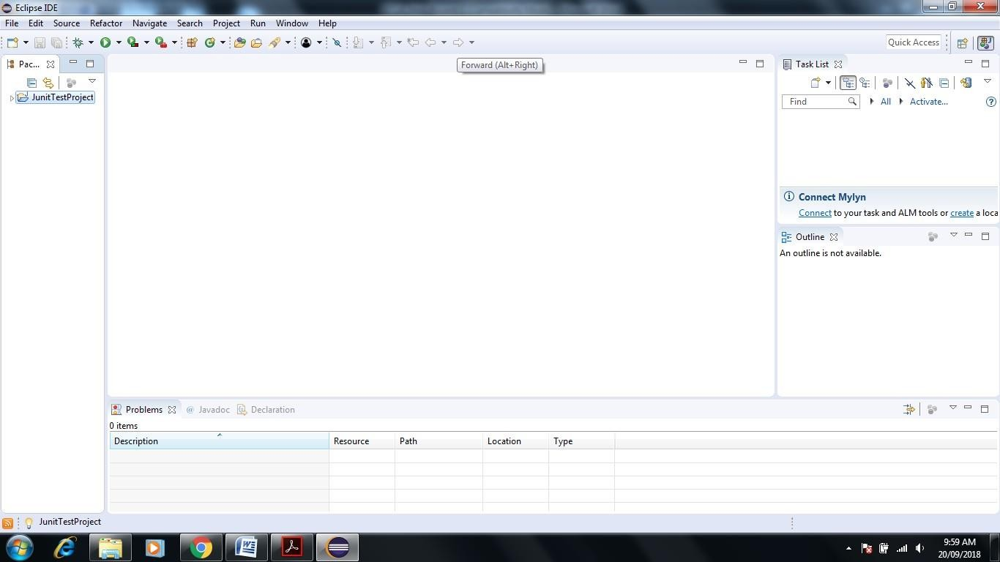 Eclipse IDE
File Edit Source Refactor Navigate Search Project Run Window Help
Quick Access
Pac...
Forward (Alt+Right)
Task List
JunitTestProject
Find
All
Activate...
Connect Mylyn
Connect to your task and ALM tools or create a loca
Outline
An outline is not available.
Problems
@ Javadoc
Declaration
0 items
Description Resource Path Location Type
JunitTestProject
9:59 AM
20/09/2018